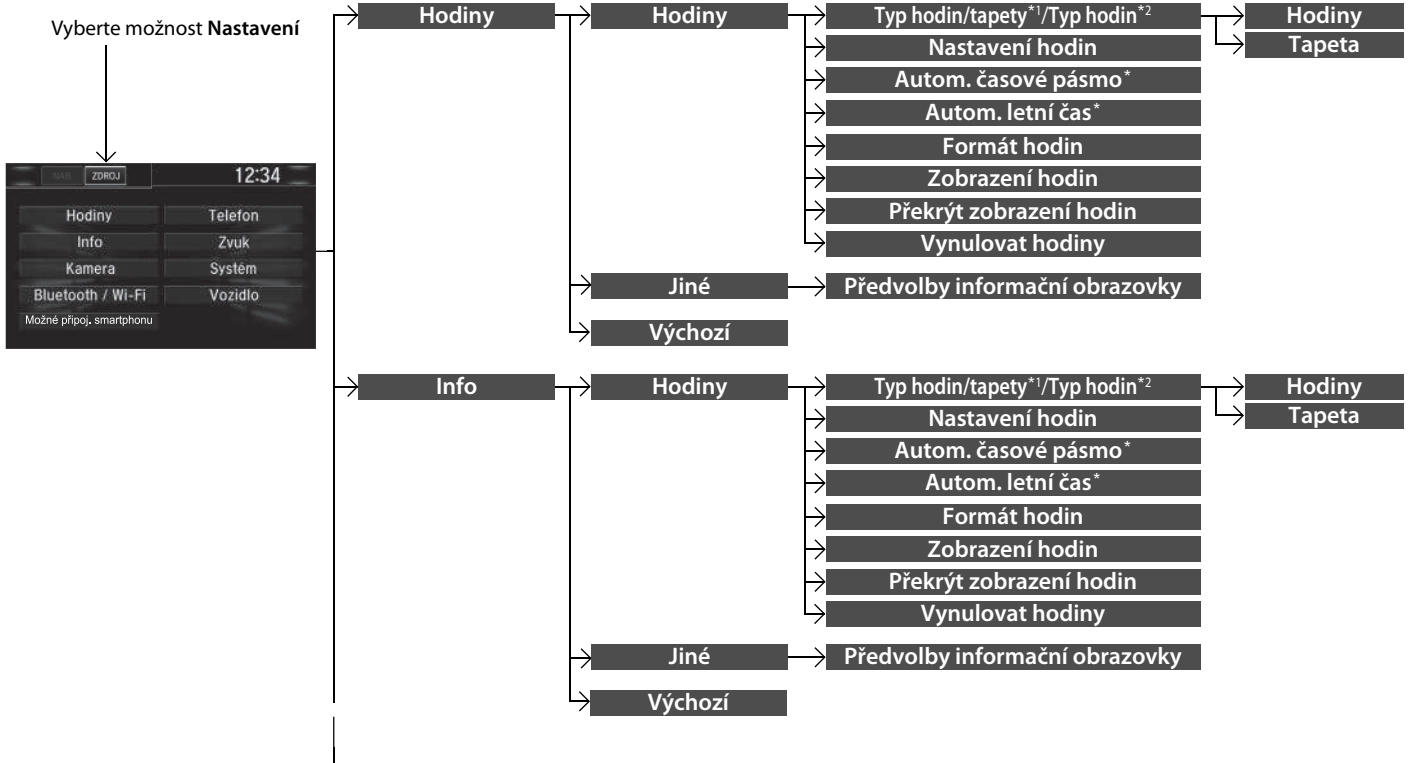 Vyberte možnost Nastavení
NAB. ZDROJ 12:34
Hodiny Telefon
Info Zvuk
Kamera Systém
Bluetooth / Wi-Fi Vozidlo
Možné připoj. smartphonu
Hodiny
Hodiny
Typ hodin/tapety*1/Typ hodin*2
Hodiny
Tapeta
Nastavení hodin
Autom. časové pásmo*
Autom. letní čas*
Formát hodin
Zobrazení hodin
Překrýt zobrazení hodin
Vynulovat hodiny
Jiné
Předvolby informační obrazovky
Výchozí
Info
Hodiny
Typ hodin/tapety*1/Typ hodin*2
Hodiny
Tapeta
Nastavení hodin
Autom. časové pásmo*
Autom. letní čas*
Formát hodin
Zobrazení hodin
Překrýt zobrazení hodin
Vynulovat hodiny
Jiné
Předvolby informační obrazovky
Výchozí